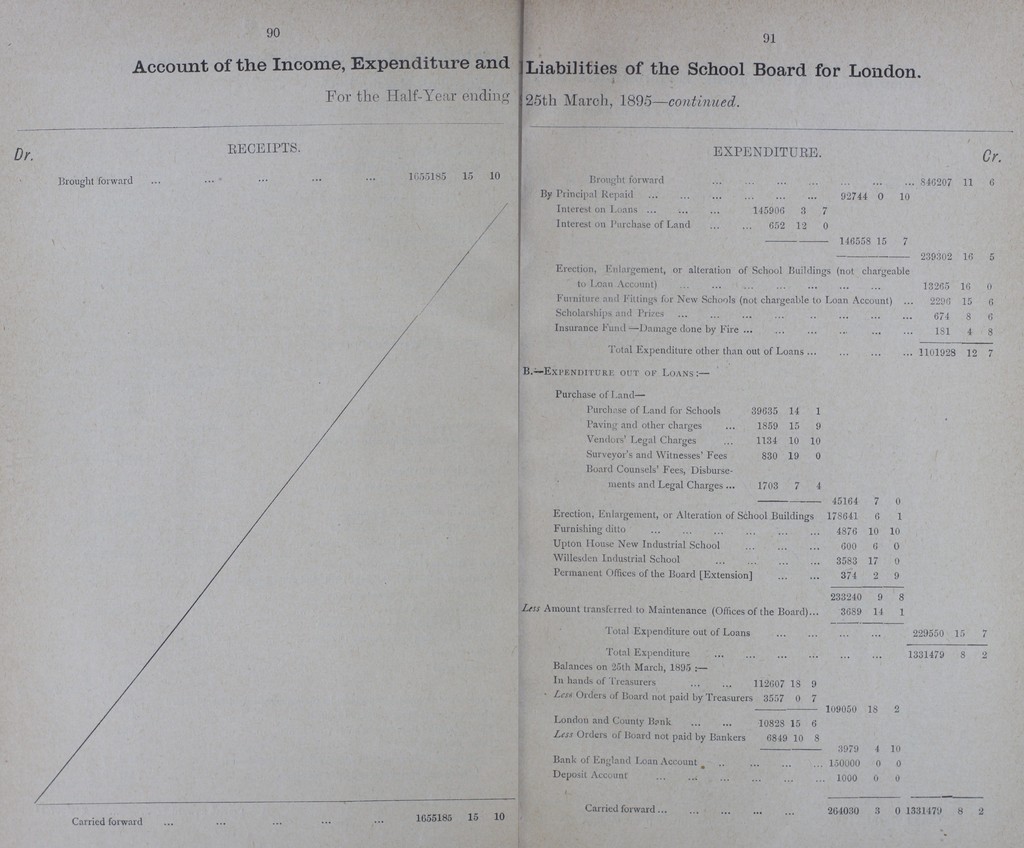 90
Account of the Income, Expenditure and
For the Half-Year ending
Dr.
RECEIPTS.
Brought forward ... ... ... ... ... 1655185 15 10
Carried forward ... ... ... ... ... 1655185 15 10
91
Liabilities of the School Board for London.
25th March, 1895—continued.
EXPENDITURE.
Cr.
Brought forward ... ... ... ... ... ... ... 846207 11 6
By Principal Repaid ... ... ... ... ... ... 92744 0 10
Interest on Loans ... ... ... 145906 3 7
Interest on Purchase of Land ... ... 652 12 0
146558 15 7
239302 16 5
Erection, Enlargement, or alteration of School Buildings (not chargeable
to Loan Account) ... ... ... ... ... ... ... 13265 16 0
Furniture and Fittings for New Schools (not chargeable to Loan Account) ... 2296 15 6
Scholarships and Prizes ... ... ... ... ... ... ... ... 674 8 6
Insurance Fund—Damage done by Fire ... ... ... ... ... ... 181 4 8
Total Expenditure other than out of Loans ... ... ... ... 1101928 12 7
B.—EXPENDITURE OUT OF LOANS:—
Purchase of Land—
Purchase of Land for Schools 39635 14 1
Paving and other charges ... 1859 15 9
Vendors' Legal Charges ... 1134 10 10
Surveyor's and Witnesses' Fees 830 19 0
Board Counsels' Fees, Disburse-
ments and Legal Charges ... 1703 7 4
45164 7 0
Erection, Enlargement, or Alteration of School Buildings 178641 6 1
Furnishing ditto ... ... ... ... ... ... 4876 10 10
Upton House New Industrial School ... ... ... 600 6 0
Willesden Industrial School ... ... ... ... 3583 17 0
Permanent Offices of the Board [Extension] ... ... 374 2 9
233240 9 8
Less Amount transferred to Maintenance (Offices of the Board)... 3689 14 1
Total Expenditure out of Loans ... ... ... ... 229550 15 7
Total Expenditure ... ... ... ... ... ... 1331479 8 2
Balances on 25th March, 1895 :—
In hands of Treasurers ... ... 112607 18 9
Less Orders of Board not paid by Treasurers 3557 0 7
109050 18 2
London and County Bank ... ... 10828 15 6
Less Orders of Board not paid by Bankers 6849 10 8
3979 4 10
Bank of England Loan Account ... ... ... ... 150000 0 0
Deposit Account ... ... ... ... ... ... 1000 0 0
Carried forward ... ... ... ... ... 264030 3 0 1331479 8 2